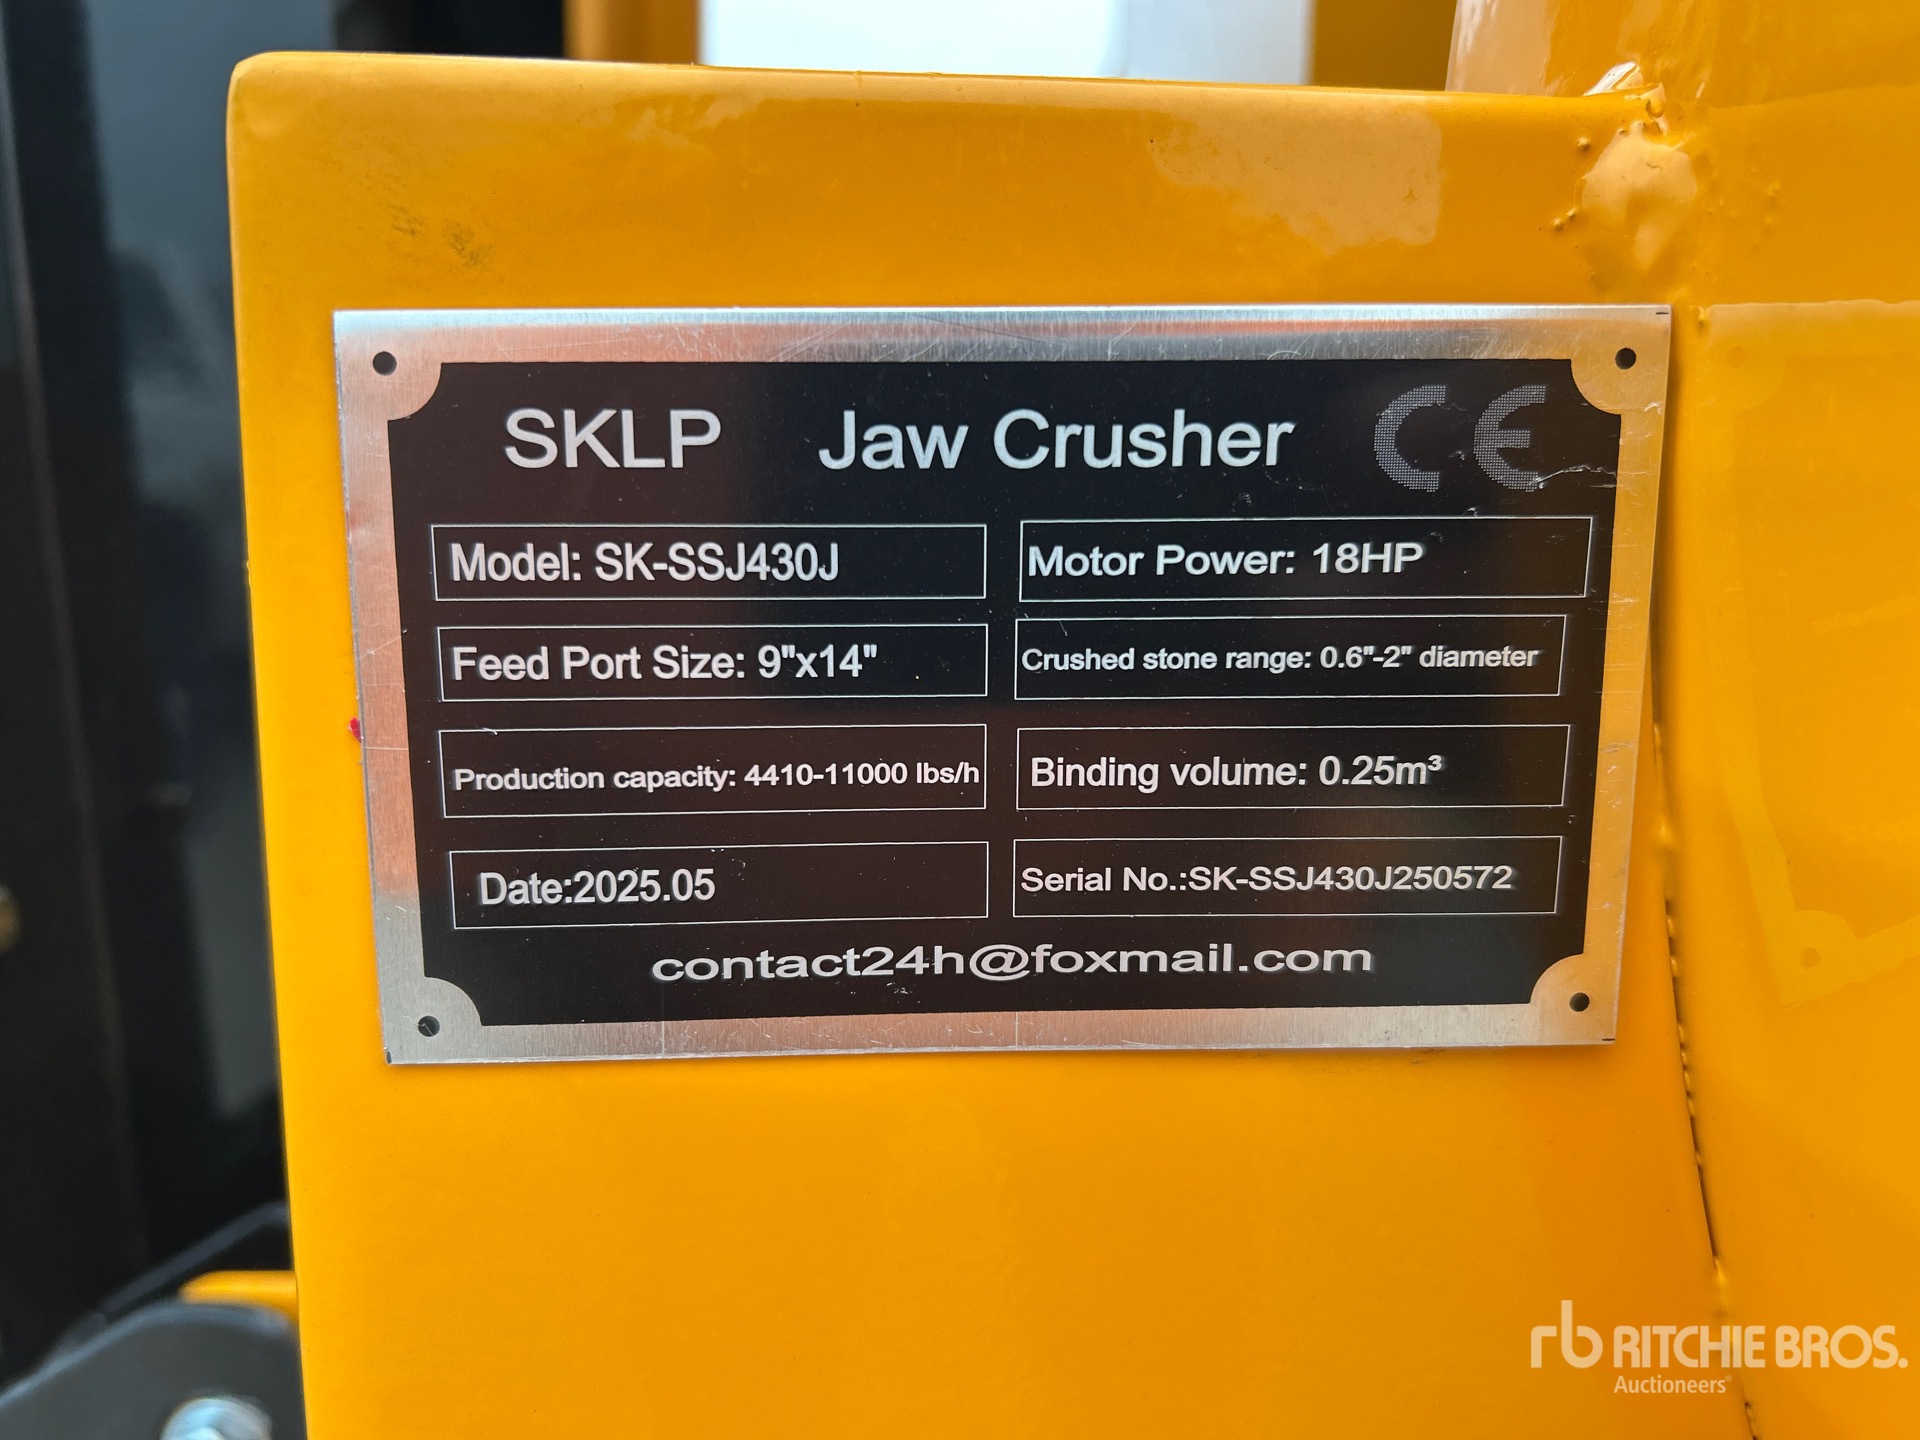 SKLP Jaw Crusher CE
Model: SK-SSJ430J
Motor Power: 18HP
Feed Port Size: 9"x14"
Crushed stone range: 0.6"-2" diameter
Production capacity: 4410-11000 lbs/h
Binding volume: 0.25m³
Date:2025.05
Serial No.:SK-SSJ430J250572
contact24h@foxmail.com
rb RITCHIE BROS.
Auctioneers